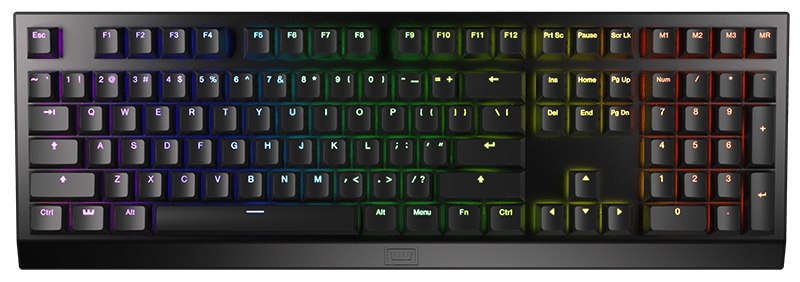 Esc F1 F2 F3 F4 F5 F6 F7 F8 F9 F10 F11 F12 Prt Sc Pause Scr Lk M1 M2 M3 MR
~ ` 1 ! 2 @ 3 # 4 $ 5 % 6 ^ 7 & 8 * 9 ( 0 ) - _ = + ← Ins Home Pg Up Num / * -
Q W E R T Y U I O P [ { ] } \ | Del End Pg Dn 7 8 9 +
A S D F G H J K L ; : ' " 4 5 6
Z X C V B N M , < . > / ? 1 2 3
Ctrl Alt Alt Menu Fn Ctrl 0 .